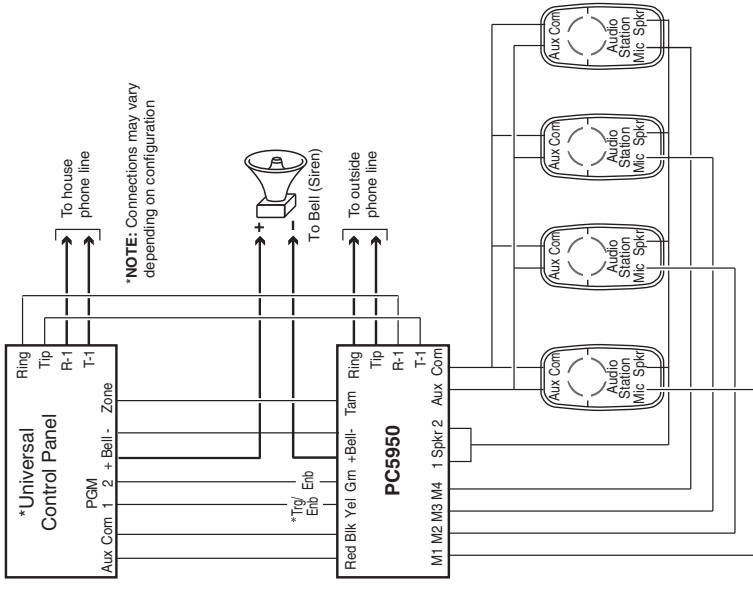 *Universal
Control Panel
Aux Com
PGM
1 2
+ Bell -
Zone
Ring
Tip
R-1
T-1
To house
phone line
*NOTE: Connections may vary
depending on configuration
*Trg/
Enb
Enb
+
–
To Bell (Siren)
To outside
phone line
Red Blk Yel Grn +Bell- Tam
PC5950
Ring
Tip
R-1
T-1
M1 M2 M3 M4 1 Spkr 2 Aux Com
Aux Com
Audio
Station
Mic Spkr
Aux Com
Audio
Station
Mic Spkr
Aux Com
Audio
Station
Mic Spkr
Aux Com
Audio
Station
Mic Spkr